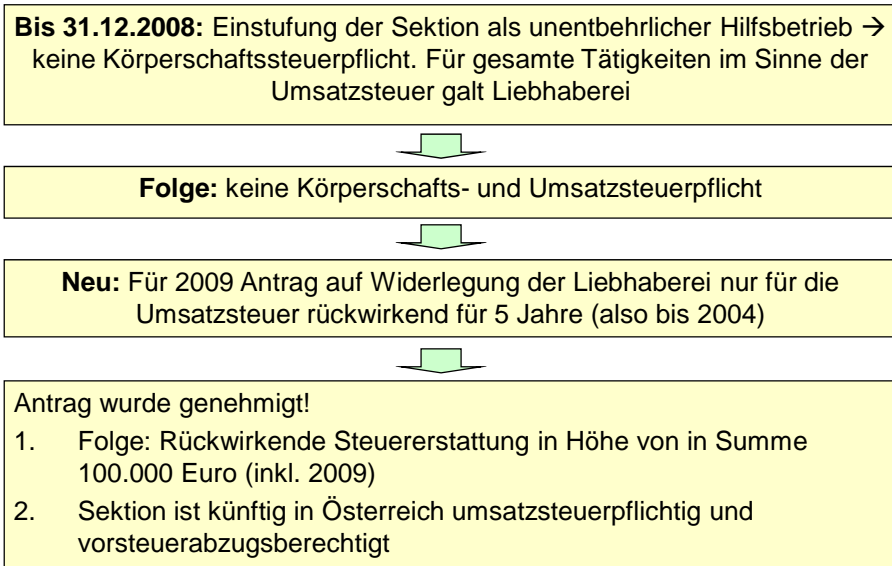 Bis 31.12.2008: Einstufung der Sektion als unentbehrlicher Hilfsbetrieb →
keine Körperschaftssteuerpflicht. Für gesamte Tätigkeiten im Sinne der
Umsatzsteuer galt Liebhaberei
Folge: keine Körperschafts- und Umsatzsteuerpflicht
Neu: Für 2009 Antrag auf Widerlegung der Liebhaberei nur für die
Umsatzsteuer rückwirkend für 5 Jahre (also bis 2004)
Antrag wurde genehmigt!
1. Folge: Rückwirkende Steuererstattung in Höhe von in Summe
100.000 Euro (inkl. 2009)
2. Sektion ist künftig in Österreich umsatzsteuerpflichtig und
vorsteuerabzugsberechtigt